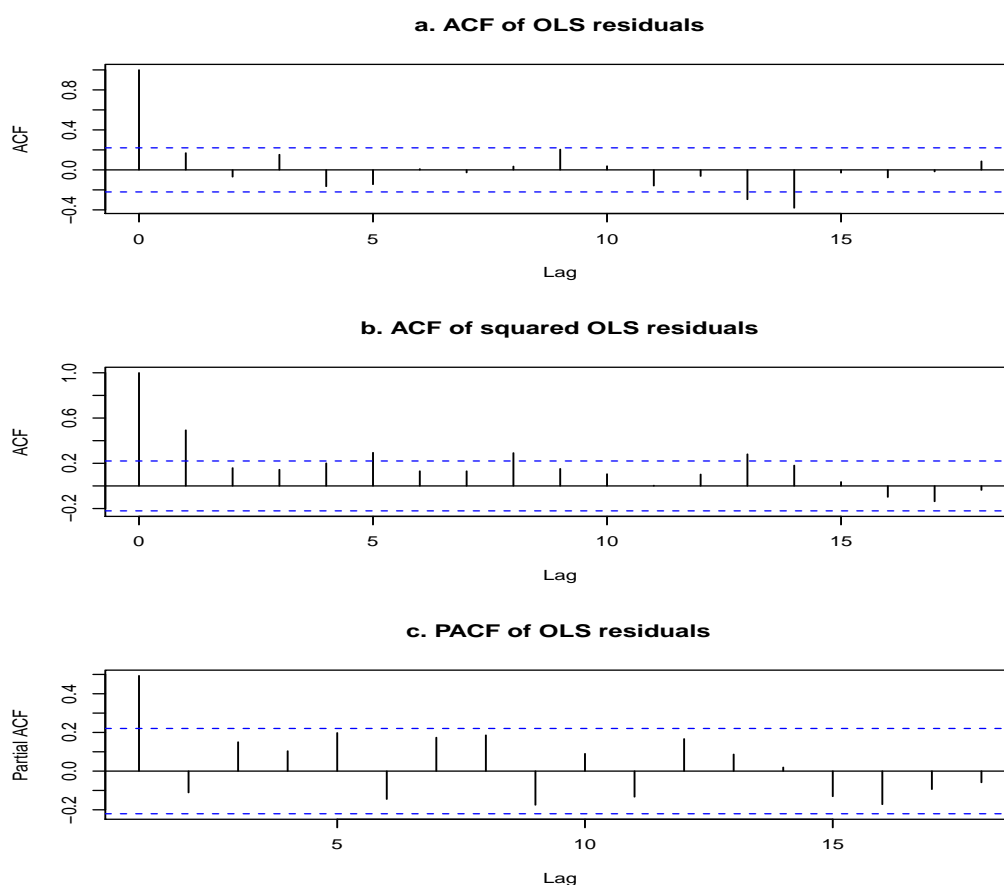 a. ACF of OLS residuals
ACF
0.8
0.4
0.0
−0.4
0 5 10 15
Lag
b. ACF of squared OLS residuals
ACF
1.0
0.6
0.2
−0.2
0 5 10 15
Lag
c. PACF of OLS residuals
Partial ACF
0.4
0.2
0.0
−0.2
5 10 15
Lag